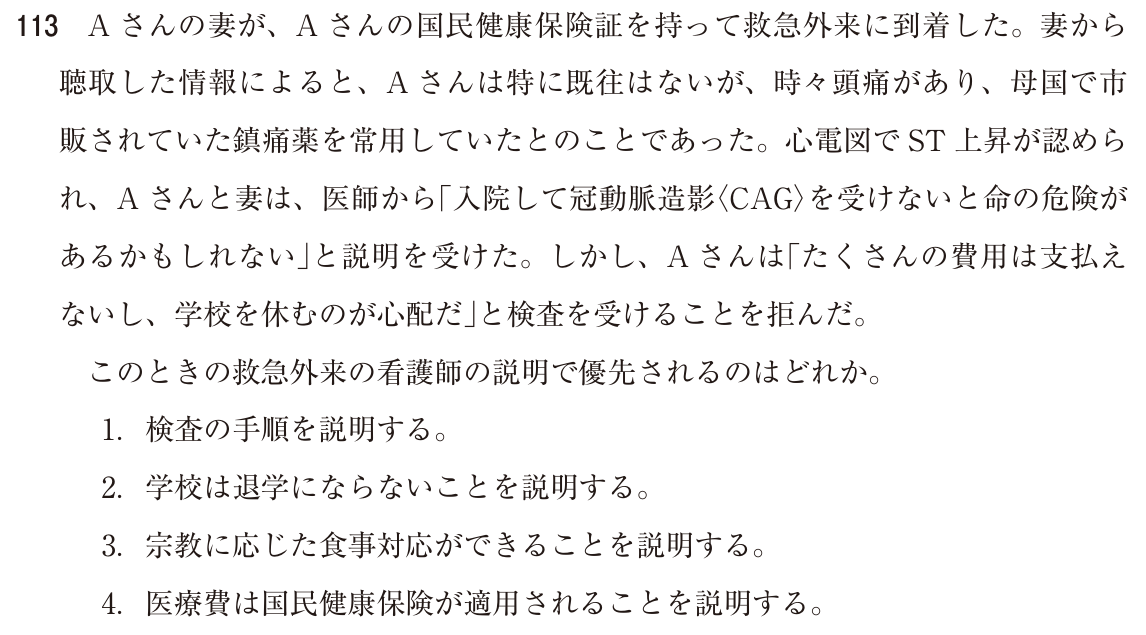 113 Aさんの妻が、Aさんの国民健康保険証を持って救急外来に到着した。妻から
聴取した情報によると、Aさんは特に既往はないが、時々頭痛があり、母国で市
販されていた鎮痛薬を常用していたとのことであった。心電図でST上昇が認めら
れ、Aさんと妻は、医師から「入院して冠動脈造影〈CAG〉を受けないと命の危険が
あるかもしれない」と説明を受けた。しかし、Aさんは「たくさんの費用は支払え
ないし、学校を休むのが心配だ」と検査を受けることを拒んだ。
このときの救急外来の看護師の説明で優先されるのはどれか。
1. 検査の手順を説明する。
2. 学校は退学にならないことを説明する。
3. 宗教に応じた食事対応ができることを説明する。
4. 医療費は国民健康保険が適用されることを説明する。